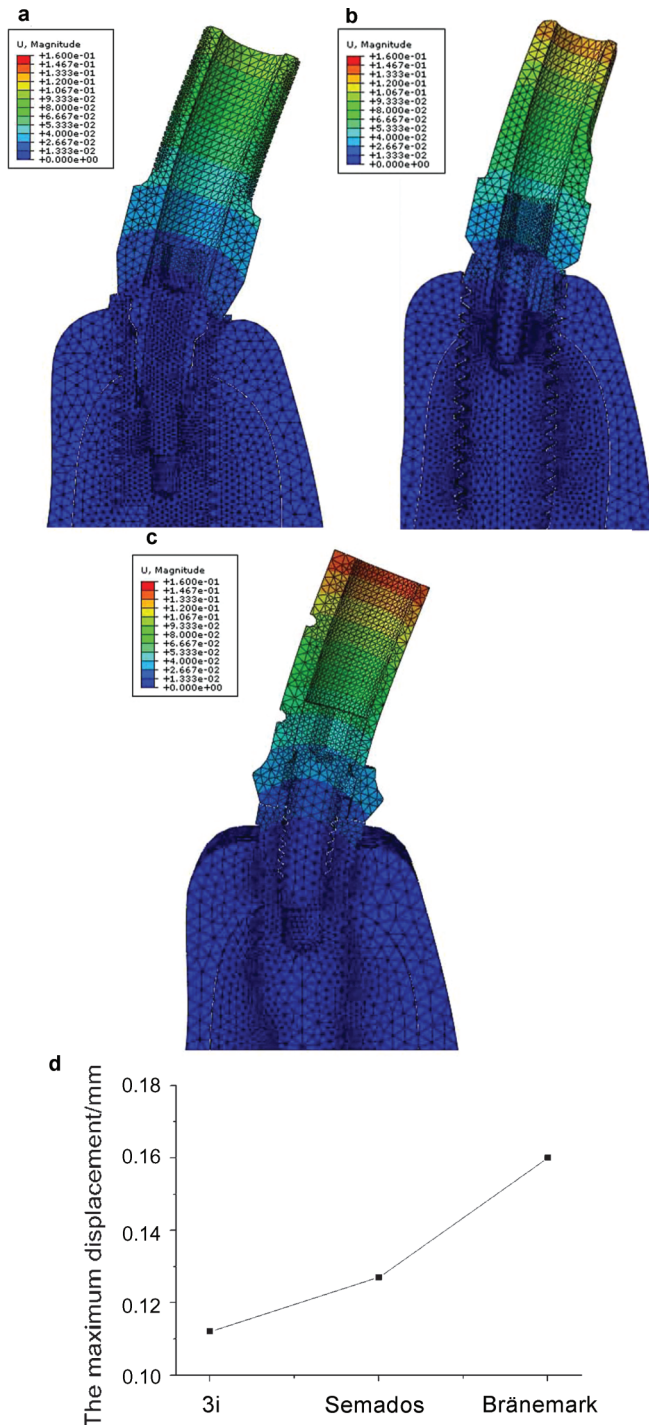 a
U, Magnitude
+1.600e-01
+1.467e-01
+1.333e-01
+1.200e-01
+1.067e-01
+9.333e-02
+8.000e-02
+6.667e-02
+5.333e-02
+4.000e-02
+2.667e-02
+1.333e-02
+0.000e+00
b
U, Magnitude
+1.600e-01
+1.467e-01
+1.333e-01
+1.200e-01
+1.067e-01
+9.333e-02
+8.000e-02
+6.667e-02
+5.333e-02
+4.000e-02
+2.667e-02
+1.333e-02
+0.000e+00
c
U, Magnitude
+1.600e-01
+1.467e-01
+1.333e-01
+1.200e-01
+1.067e-01
+9.333e-02
+8.000e-02
+6.667e-02
+5.333e-02
+4.000e-02
+2.667e-02
+1.333e-02
+0.000e+00
d
The maximum displacement/mm
0.18
0.16
0.14
0.12
0.10
3i
Semados
Bränemark